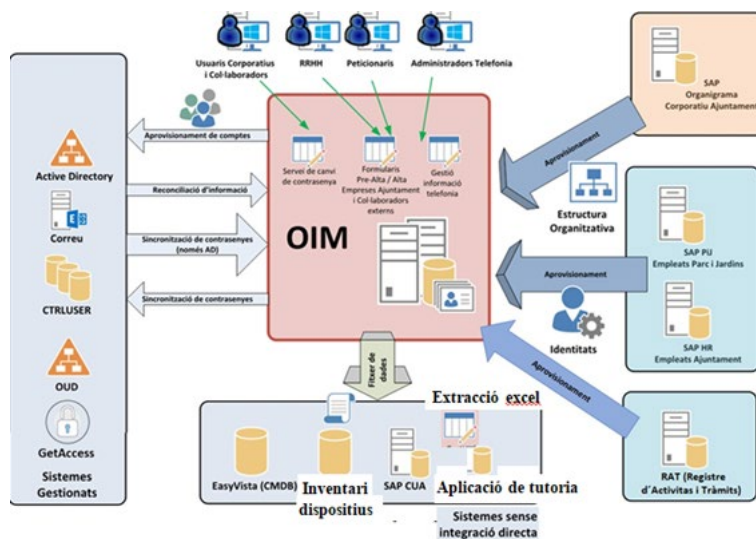 Usuaris Corporatius
i Col·laboradors
RRHH
Peticionaris
Administradors Telefonia
Aprovisionament de comptes
Active Directory
Reconciliació d'informació
Correu
Sincronització de contrasenyes
(només AD)
CTRLUSER
Sincronització de contrasenyes
OUD
GetAccess
Sistemes
Gestionats
Servei de canvi
de contrasenya
Formularis
Pre-Alta / Alta
Empreses Ajuntament
i Col·laboradors
externs
Gestió
informació
telefonia
OIM
Aprovisionament
SAP
Organigrama
Corporatiu Ajuntament
Estructura
Organitzativa
Aprovisionament
SAP PiJ
Empleats Parc i Jardins
Identitats
SAP HR
Empleats Ajuntament
Aprovisionament
RAT (Registre
d'Activitas i Tràmits)
Fitxer de
dades
Extracció excel
EasyVista (CMDB)
Inventari
dispositius
SAP CUA
Aplicació de tutoria
Sistemes sense
integració directa